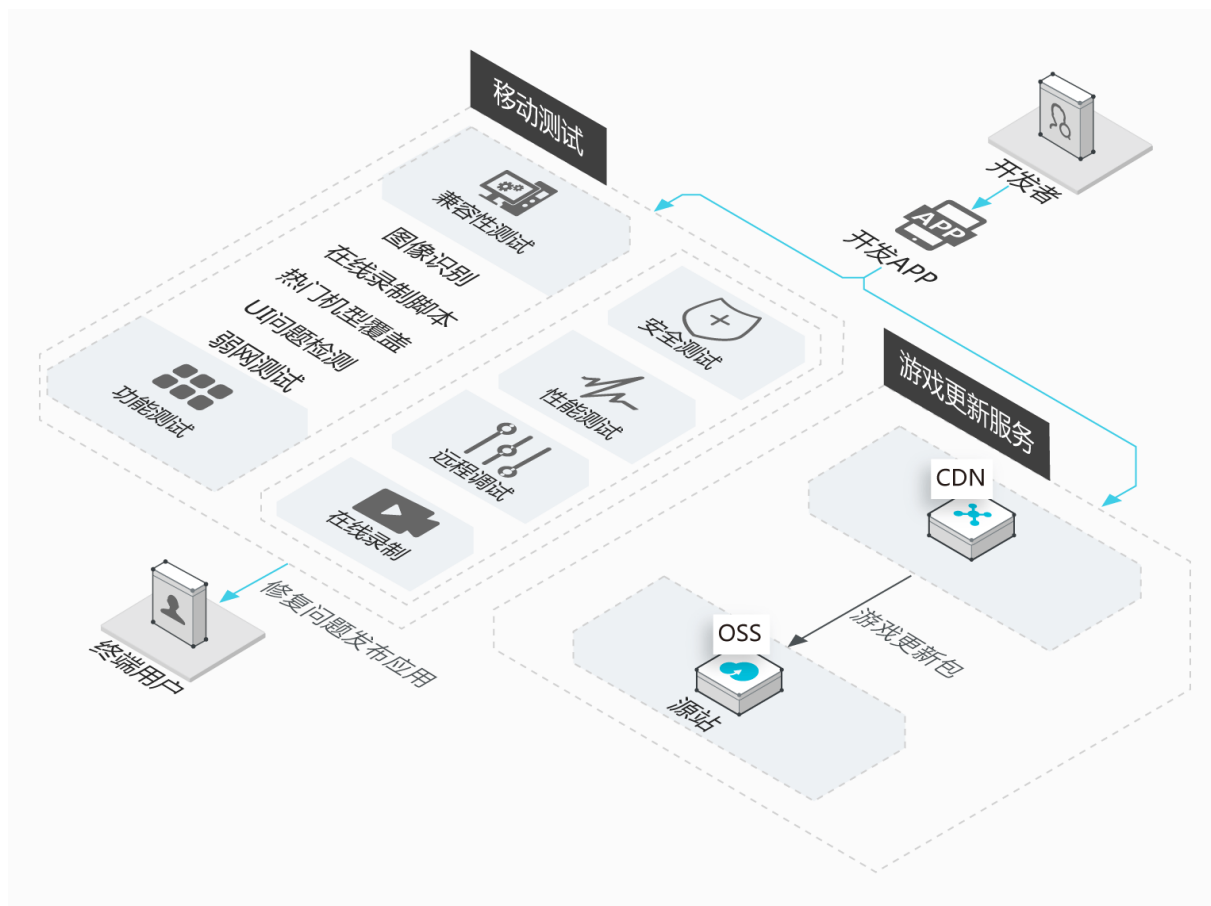 移动测试
兼容性测试
图像识别
在线录制脚本
热门机型覆盖
UI问题检测
弱网测试
功能测试
安全测试
性能测试
远程调试
在线录制
开发者
APP
开发APP
游戏更新服务
CDN
游戏更新包
OSS
源站
修复问题发布应用
终端用户